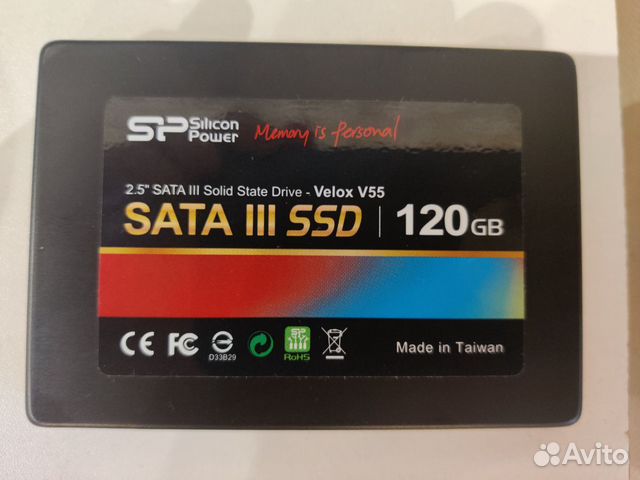 SP Silicon Power Memory is Personal
2.5" SATA III Solid State Drive - Velox V55
SATA III SSD | 120GB
CE FC D33B29 SP RoHS Made in Taiwan
Avito